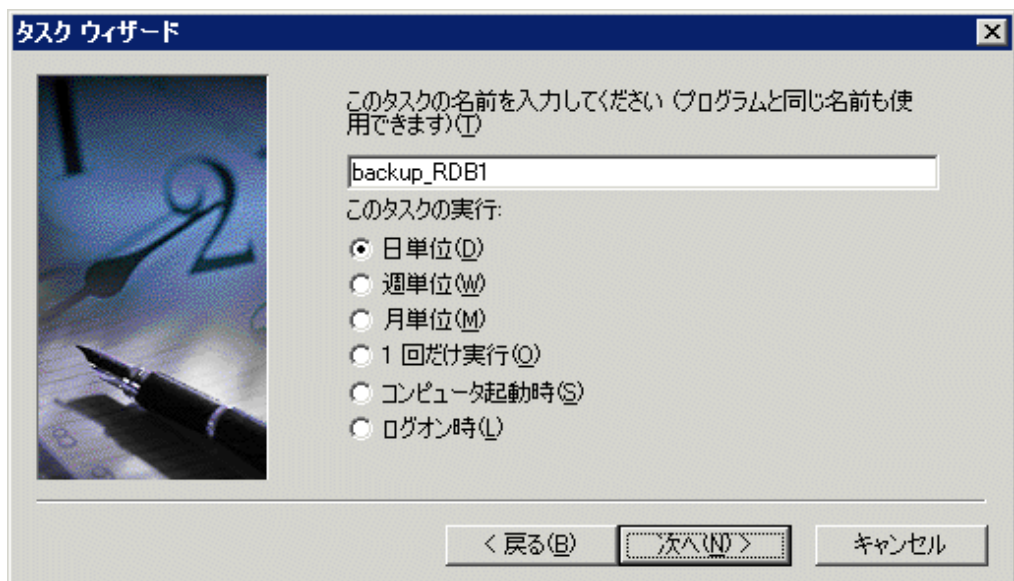 タスク ウィザード
このタスクの名前を入力してください (プログラムと同じ名前も使
用できます)(T)
backup_RDB1
このタスクの実行:
日単位(D)
週単位(W)
月単位(M)
1 回だけ実行(O)
コンピュータ起動時(S)
ログオン時(L)
< 戻る(B) 次へ(N) > キャンセル